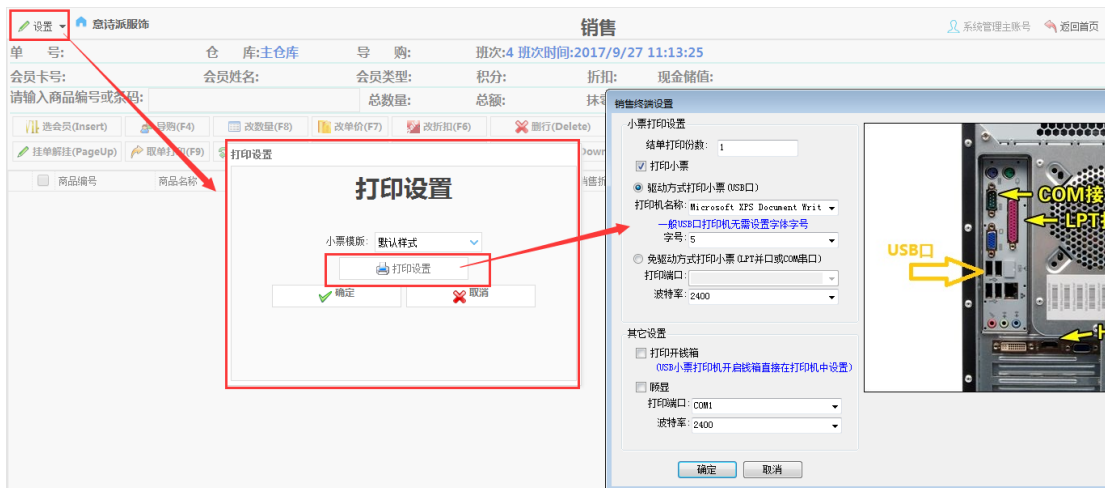 设置 意诗派服饰 销售 系统管理主账号 返回首页
单 号: 仓 库:主仓库 导 购: 班次:4 班次时间:2017/9/27 11:13:25
会员卡号: 会员姓名: 会员类型: 积分: 折扣: 现金储值:
请输入商品编号或条码: 总数量: 总额: 抹零
选会员(Insert) 导购(F4) 改数量(F8) 改单价(F7) 改折扣(F6) 删行(Delete)
挂单解挂(PageUp) 取单打印(F9)
商品编号 商品名称
打印设置
打印设置
小票模版: 默认样式
打印设置
确定 取消
销售终端设置
小票打印设置
结单打印份数: 1
打印小票
驱动方式打印小票(USB口)
打印机名称: Microsoft XPS Document Writ
一般USB口打印机无需设置字体字号
字号: 5
免驱动方式打印小票(LPT并口或COM串口)
打印端口:
波特率: 2400
其它设置
打印开钱箱
(USB小票打印机开启钱箱直接在打印机中设置)
顾显
打印端口: COM1
波特率: 2400
确定 取消
COM接
LPT接
USB口
H